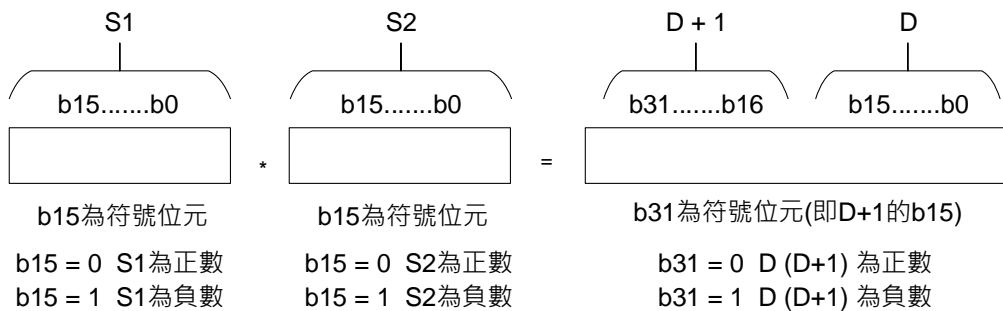 S1 S2 D + 1 D
b15.......b0 b15.......b0 b31.......b16 b15.......b0
* =
b15為符號位元 b15為符號位元 b31為符號位元(即D+1的b15)
b15 = 0 S1為正數 b15 = 0 S2為正數 b31 = 0 D (D+1) 為正數
b15 = 1 S1為負數 b15 = 1 S2為負數 b31 = 1 D (D+1) 為負數